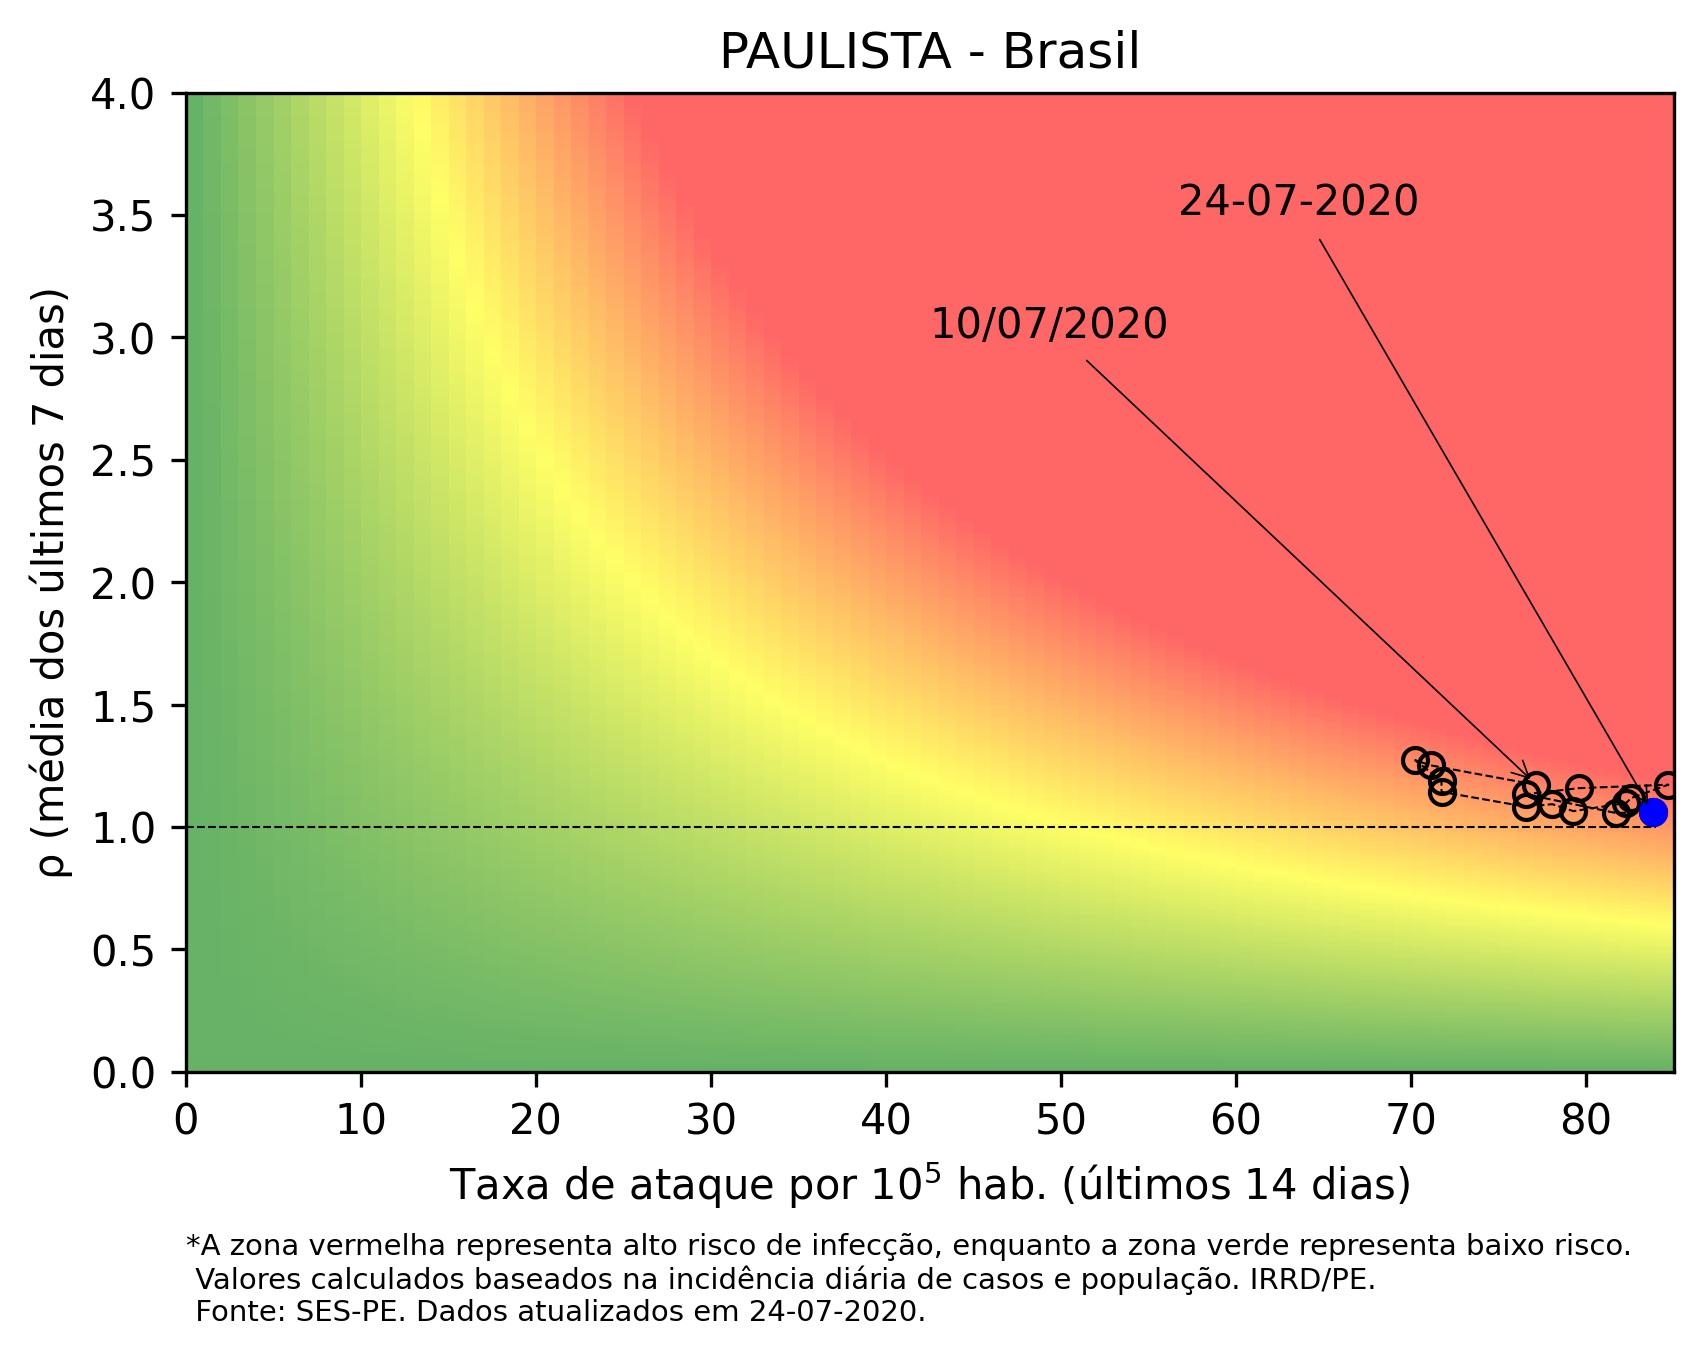 PAULISTA - Brasil
4.0
3.5
3.0
2.5
2.0
1.5
1.0
0.5
0.0
ρ (média dos últimos 7 dias)
24-07-2020
10/07/2020
0 10 20 30 40 50 60 70 80
Taxa de ataque por 10⁵ hab. (últimos 14 dias)
*A zona vermelha representa alto risco de infecção, enquanto a zona verde representa baixo risco.
Valores calculados baseados na incidência diária de casos e população. IRRD/PE.
Fonte: SES-PE. Dados atualizados em 24-07-2020.